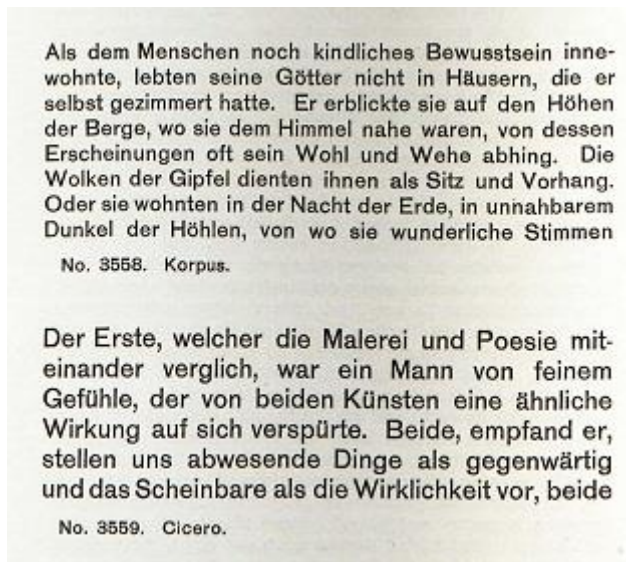 Als dem Menschen noch kindliches Bewusstsein inne-
wohnte, lebten seine Götter nicht in Häusern, die er
selbst gezimmert hatte. Er erblickte sie auf den Höhen
der Berge, wo sie dem Himmel nahe waren, von dessen
Erscheinungen oft sein Wohl und Wehe abhing. Die
Wolken der Gipfel dienten ihnen als Sitz und Vorhang.
Oder sie wohnten in der Nacht der Erde, in unnahbarem
Dunkel der Höhlen, von wo sie wunderliche Stimmen
No. 3558. Korpus.
Der Erste, welcher die Malerei und Poesie mit-
einander verglich, war ein Mann von feinem
Gefühle, der von beiden Künsten eine ähnliche
Wirkung auf sich verspürte. Beide, empfand er,
stellen uns abwesende Dinge als gegenwärtig
und das Scheinbare als die Wirklichkeit vor, beide
No. 3559. Cicero.